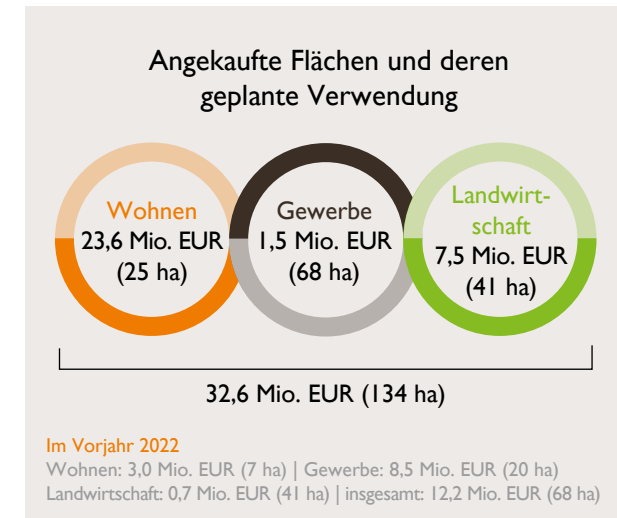 Angekaufte Flächen und deren
geplante Verwendung
Wohnen
23,6 Mio. EUR
(25 ha)
Gewerbe
1,5 Mio. EUR
(68 ha)
Landwirt-
schaft
7,5 Mio. EUR
(41 ha)
32,6 Mio. EUR (134 ha)
Im Vorjahr 2022
Wohnen: 3,0 Mio. EUR (7 ha) | Gewerbe: 8,5 Mio. EUR (20 ha)
Landwirtschaft: 0,7 Mio. EUR (41 ha) | insgesamt: 12,2 Mio. EUR (68 ha)